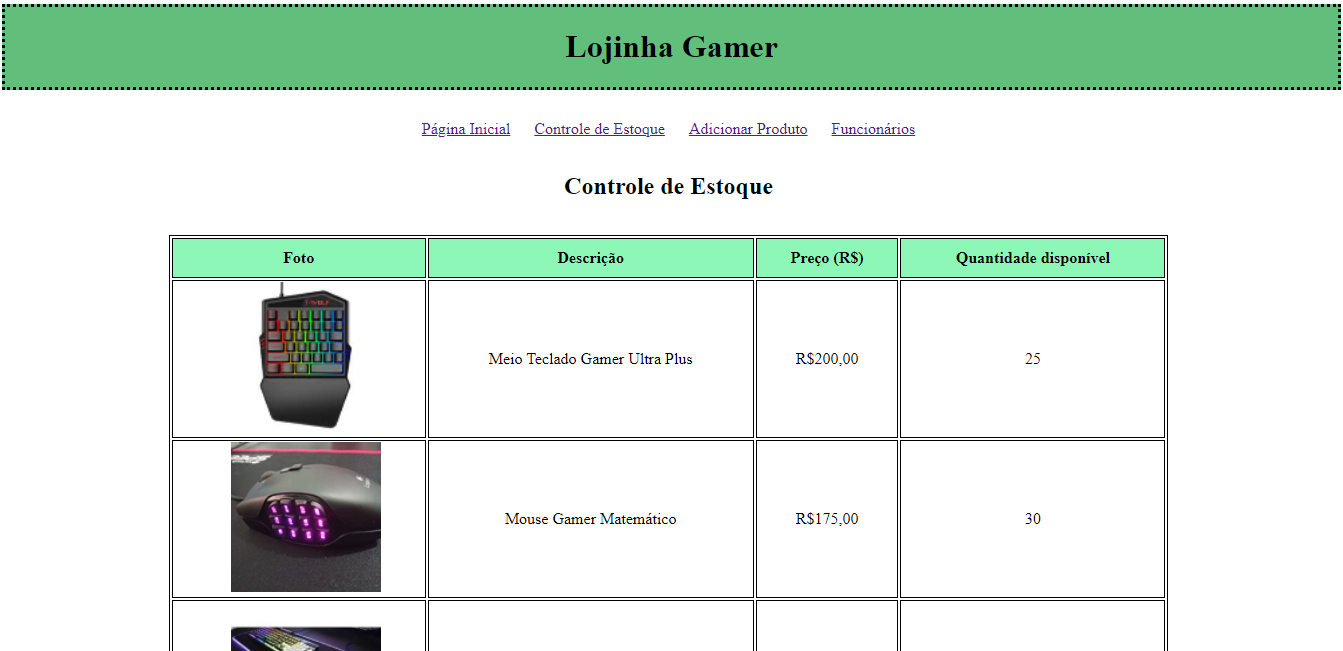 Lojinha Gamer
Página Inicial Controle de Estoque Adicionar Produto Funcionários
Controle de Estoque
Foto Descrição Preço (R$) Quantidade disponível
Meio Teclado Gamer Ultra Plus R$200,00 25
Mouse Gamer Matemático R$175,00 30